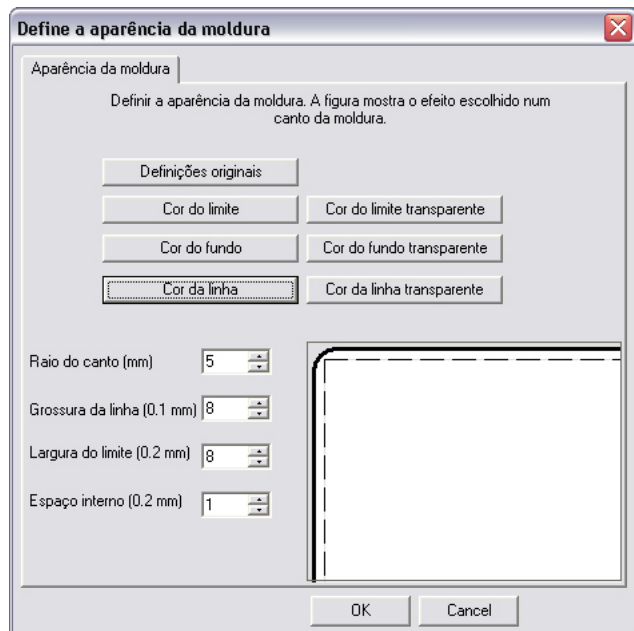 Define a aparência da moldura
Aparência da moldura
Definir a aparência da moldura. A figura mostra o efeito escolhido num
canto da moldura.
Definições originais
Cor do limite
Cor do limite transparente
Cor do fundo
Cor do fundo transparente
Cor da linha
Cor da linha transparente
Raio do canto (mm) 5
Grossura da linha (0.1 mm) 8
Largura do limite (0.2 mm) 8
Espaço interno (0.2 mm) 1
OK
Cancel